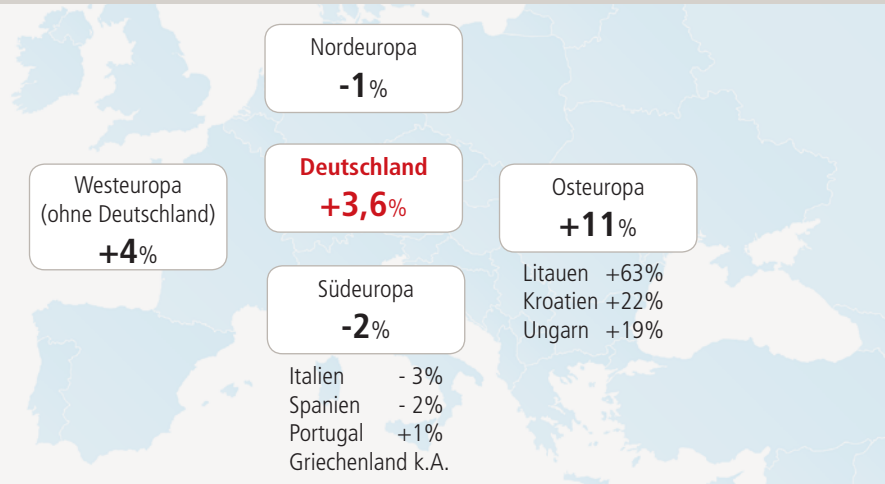 Nordeuropa
-1%
Deutschland
+3,6%
Westeuropa
(ohne Deutschland)
+4%
Osteuropa
+11%
Litauen +63%
Kroatien +22%
Ungarn +19%
Südeuropa
-2%
Italien - 3%
Spanien - 2%
Portugal +1%
Griechenland k.A.